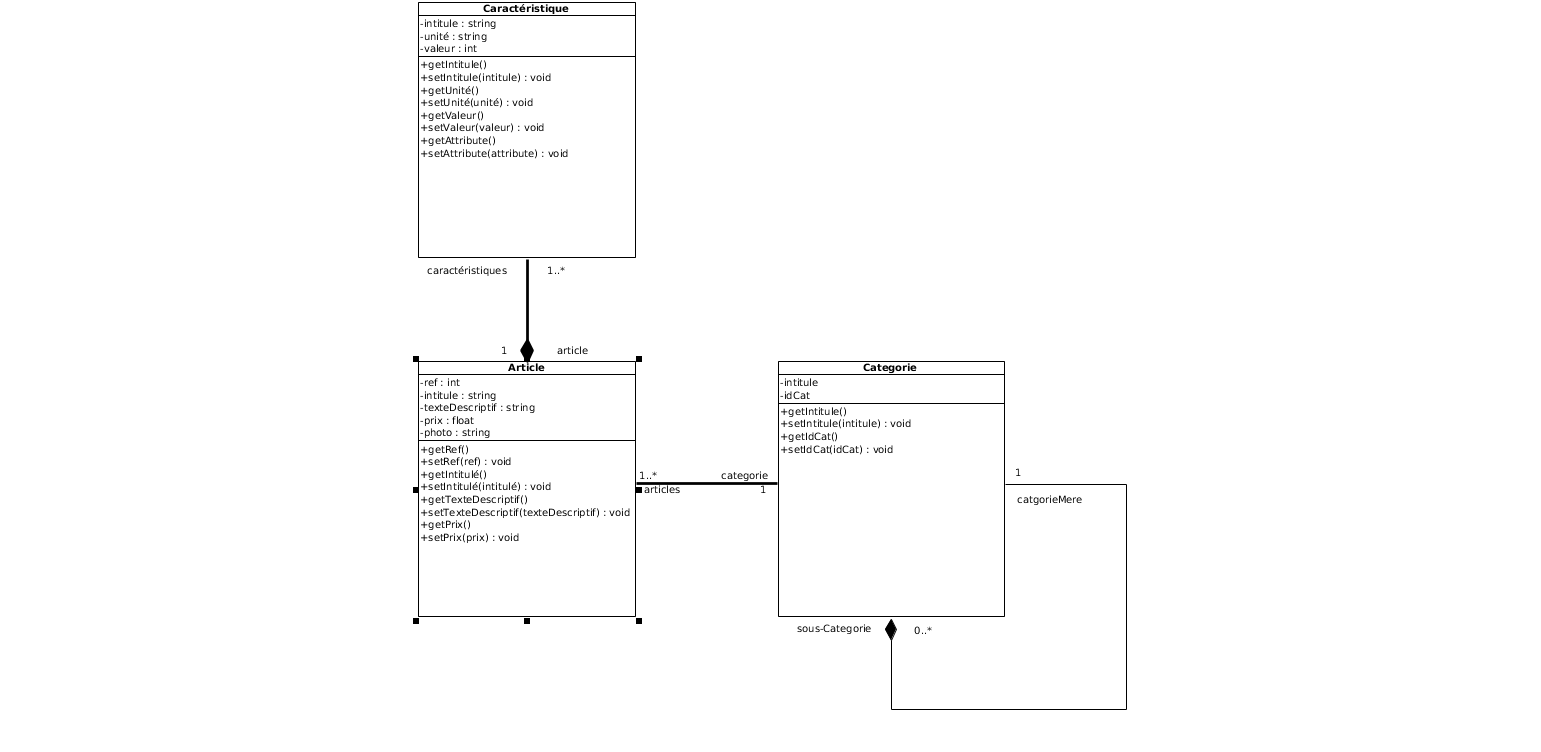 Caractéristique
-intitule : string
-unité : string
-valeur : int
+getIntitule()
+setIntitule(intitule) : void
+getUnité()
+setUnité(unité) : void
+getValeur()
+setValeur(valeur) : void
+getAttribute()
+setAttribute(attribute) : void
caractéristiques 1..*
1 article
Article
-ref : int
-intitule : string
-texteDescriptif : string
-prix : float
-photo : string
+getRef()
+setRef(ref) : void
+getIntitulé()
+setIntitulé(intitulé) : void
+getTexteDescriptif()
+setTexteDescriptif(texteDescriptif) : void
+getPrix()
+setPrix(prix) : void
1..* categorie
articles 1
Categorie
-intitule
-idCat
+getIntitule()
+setIntitule(intitule) : void
+getIdCat()
+setIdCat(idCat) : void
1
catgorieMere
sous-Categorie 0..*